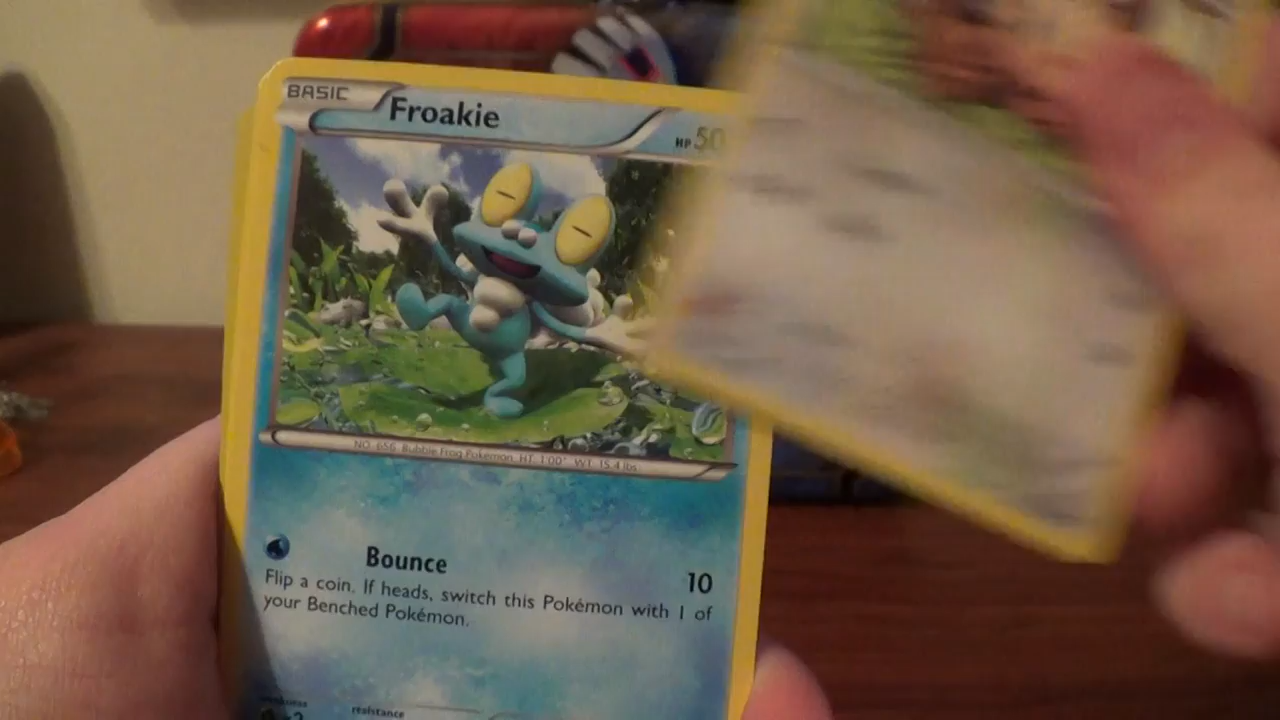 BASIC Froakie HP 50
NO. 656 Bubble Frog Pokémon HT: 1'00" WT: 15.4 lbs.
Bounce 10
Flip a coin. If heads, switch this Pokémon with 1 of
your Benched Pokémon.
resistance